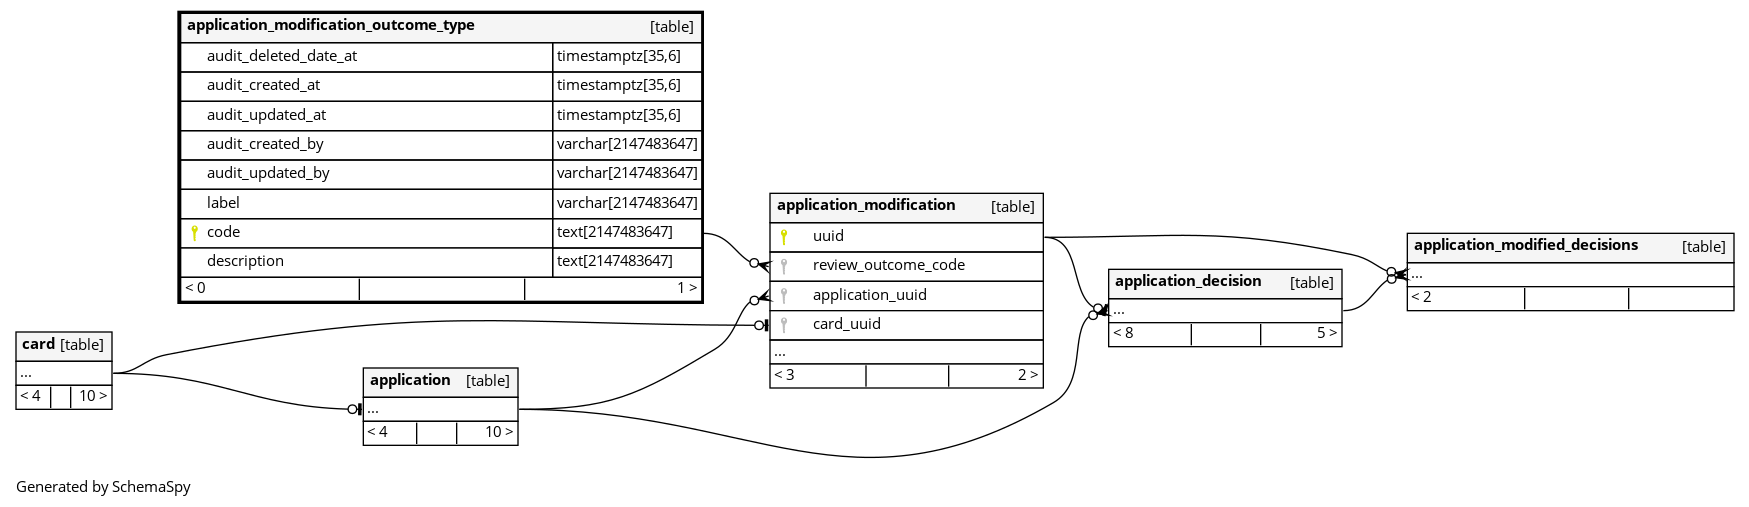 application_modification_outcome_type [table]
audit_deleted_date_at timestamptz[35,6]
audit_created_at timestamptz[35,6]
audit_updated_at timestamptz[35,6]
audit_created_by varchar[2147483647]
audit_updated_by varchar[2147483647]
label varchar[2147483647]
code text[2147483647]
description text[2147483647]
< 0 1 >
card [table]
...
< 4 10 >
application [table]
...
< 4 10 >
application_modification [table]
uuid
review_outcome_code
application_uuid
card_uuid
...
< 3 2 >
application_decision [table]
...
< 8 5 >
application_modified_decisions [table]
...
< 2
Generated by SchemaSpy